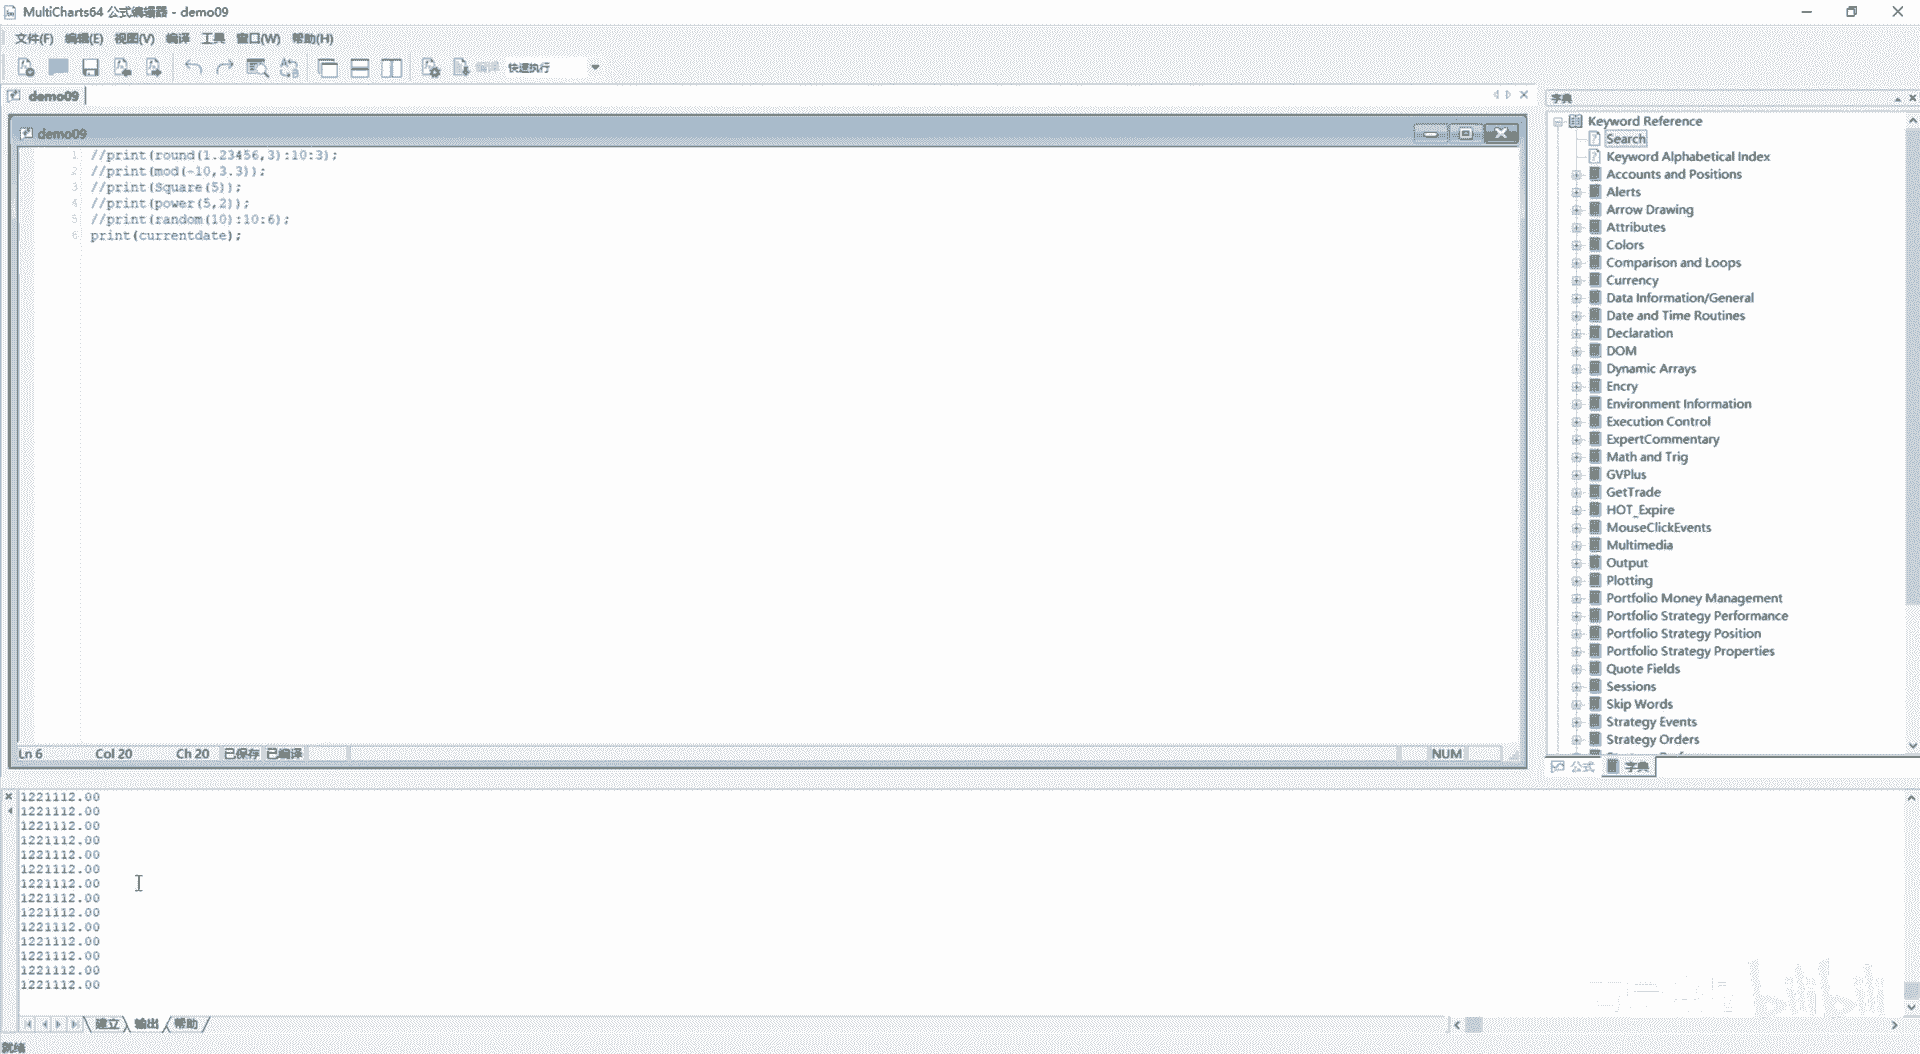 MultiCharts64 公式编辑器 - demo09
文件(F) 编辑(E) 视图(V) 编译 工具 窗口(W) 帮助(H)
编译 快速执行
demo09
demo09
1 //print(round(1.23456,3):10:3);
2 //print(mod(-10,3.3));
3 //print(Square(5));
4 //print(power(5,2));
5 //print(random(10):10:6);
6 print(currentdate);
Ln 6 Col 20 Ch 20 已保存 已编译 NUM
字典
Keyword Reference
Search
Keyword Alphabetical Index
Accounts and Positions
Alerts
Arrow Drawing
Attributes
Colors
Comparison and Loops
Currency
Data Information/General
Date and Time Routines
Declaration
DOM
Dynamic Arrays
Encry
Environment Information
Execution Control
ExpertCommentary
Math and Trig
GVPlus
GetTrade
HOT_Expire
MouseClickEvents
Multimedia
Output
Plotting
Portfolio Money Management
Portfolio Strategy Performance
Portfolio Strategy Position
Portfolio Strategy Properties
Quote Fields
Sessions
Skip Words
Strategy Events
Strategy Orders
公式 字典
1221112.00
1221112.00
1221112.00
1221112.00
1221112.00
1221112.00
1221112.00
1221112.00
1221112.00
1221112.00
1221112.00
1221112.00
1221112.00
1221112.00
建立 输出 帮助
就绪
bilibili